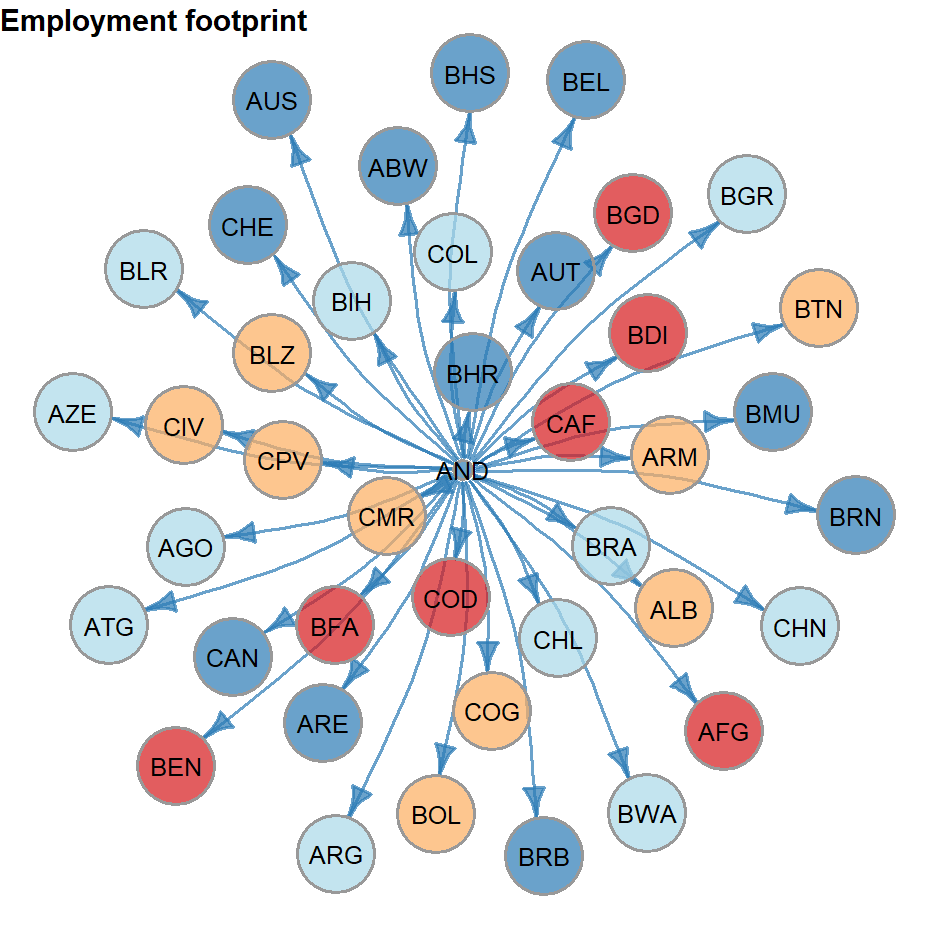 Employment footprint
BHS
BEL
AUS
ABW
BGR
BGD
CHE
COL
BLR
AUT
BIH
BTN
BDI
BLZ
BHR
AZE
BMU
CIV
CAF
CPV
ARM
AND
CMR
BRN
AGO
BRA
COD
ALB
ATG
BFA
CHN
CHL
CAN
COG
ARE
AFG
BEN
BOL
BWA
ARG
BRB